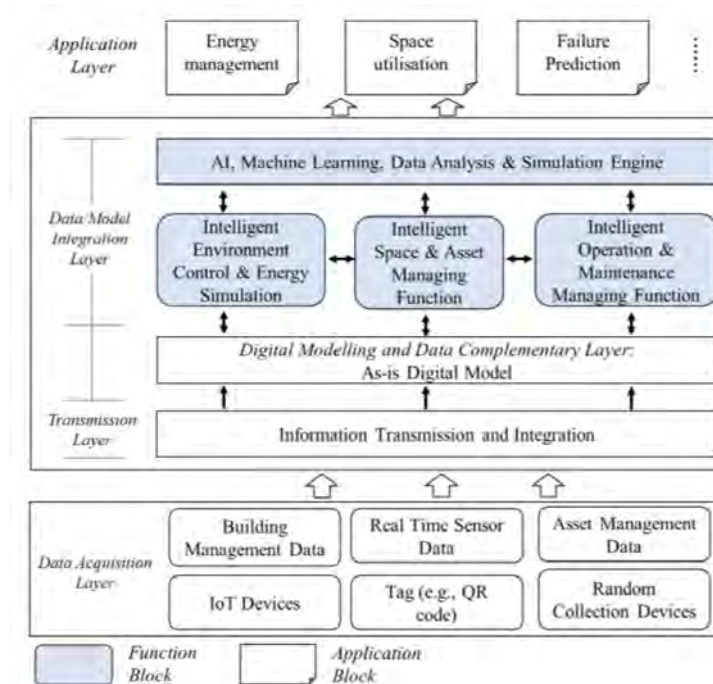 Application
Layer
Energy
management
Space
utilisation
Failure
Prediction
Data Model
Integration
Layer
AI, Machine Learning, Data Analysis & Simulation Engine
Intelligent
Environment
Control & Energy
Simulation
Intelligent
Space & Asset
Managing
Function
Intelligent
Operation &
Maintenance
Managing Function
Digital Modelling and Data Complementary Layer:
As-is Digital Model
Transmission
Layer
Information Transmission and Integration
Data Acquisition
Layer
Building
Management Data
Real Time Sensor
Data
Asset Management
Data
IoT Devices
Tag (e.g., QR
code)
Random
Collection Devices
Function
Block
Application
Block